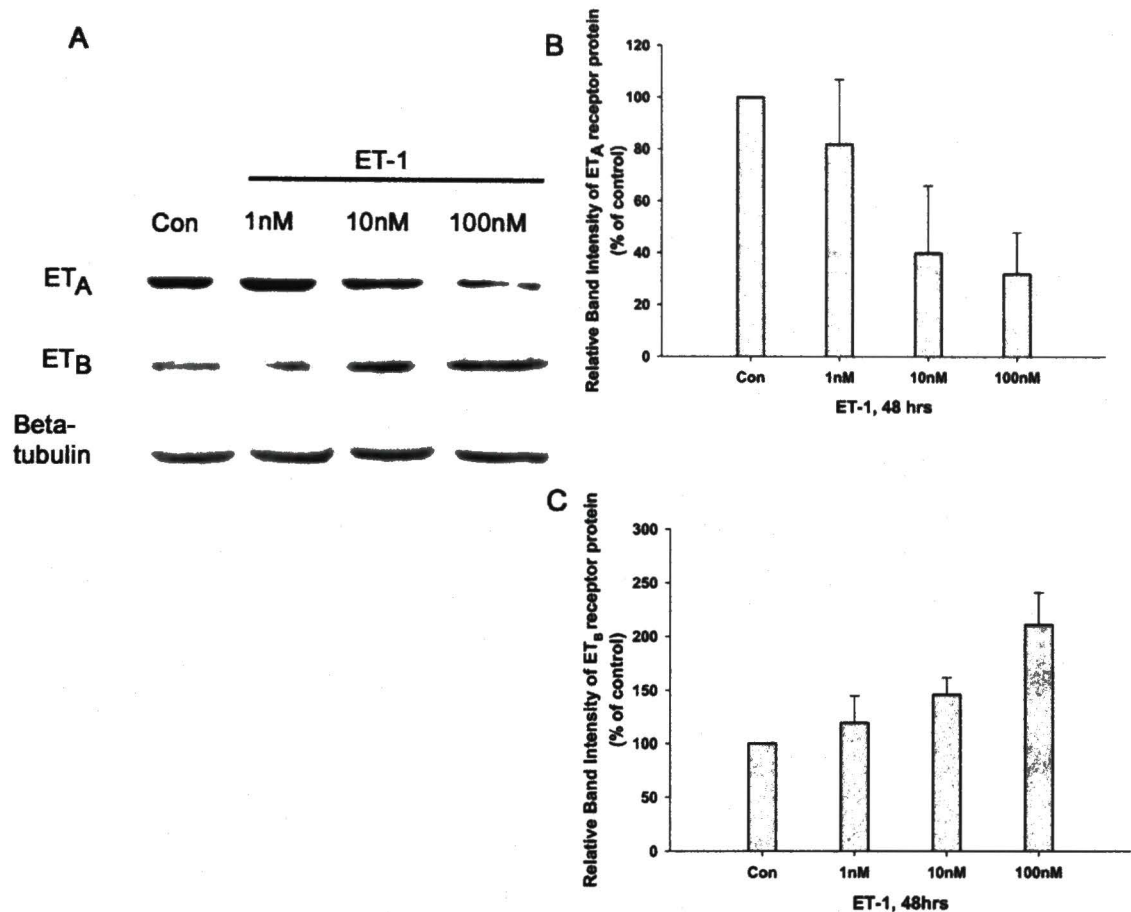 A
ET-1
Con 1nM 10nM 100nM
ETA
ETB
Beta-
tubulin
B
Relative Band Intensity of ETA receptor protein
(% of control)
120
100
80
60
40
20
0
Con 1nM 10nM 100nM
ET-1, 48 hrs
C
Relative Band Intensity of ETB receptor protein
(% of control)
300
250
200
150
100
50
0
Con 1nM 10nM 100nM
ET-1, 48hrs